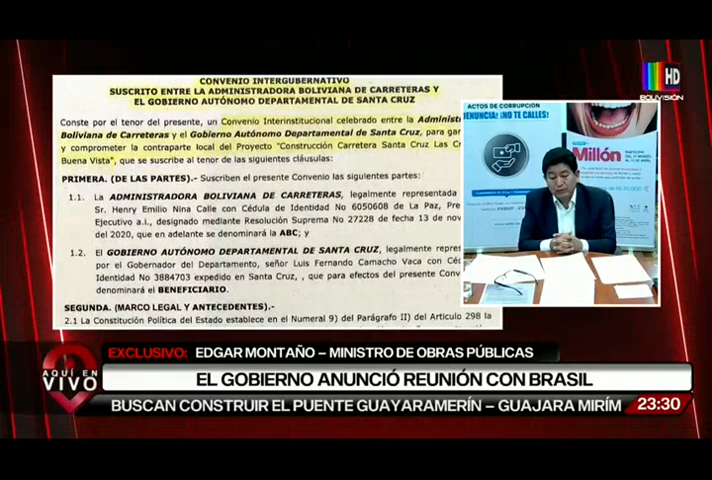 CONVENIO INTERGUBERNATIVO
SUSCRITO ENTRE LA ADMINISTRADORA BOLIVIANA DE CARRETERAS Y
EL GOBIERNO AUTÓNOMO DEPARTAMENTAL DE SANTA CRUZ
Conste por el tenor del presente, un Convenio Interinstitucional celebrado entre la Administ
Boliviana de Carreteras y el Gobierno Autónomo Departamental de Santa Cruz, para gar
y comprometer la contraparte local del Proyecto "Construcción Carretera Santa Cruz Las C
Buena Vista", que se suscribe al tenor de las siguientes cláusulas:
PRIMERA. (DE LAS PARTES).- Suscriben el presente Convenio las siguientes partes:
1.1. La ADMINISTRADORA BOLIVIANA DE CARRETERAS, legalmente representada
Sr. Henry Emilio Nina Calle con Cédula de Identidad No 6050608 de La Paz, Pre
Ejecutivo a.i., designado mediante Resolución Suprema No 27228 de fecha 13 de nov
del 2020, que en adelante se denominará la ABC; y
1.2. El GOBIERNO AUTÓNOMO DEPARTAMENTAL DE SANTA CRUZ, legalmente repres
por el Gobernador del Departamento, señor Luis Fernando Camacho Vaca con Céd
Identidad No 3884703 expedido en Santa Cruz, , que para efectos del presente Conv
denominará el BENEFICIARIO.
SEGUNDA. (MARCO LEGAL Y ANTECEDENTES).-
2.1 La Constitución Política del Estado establece en el Numeral 9) del Parágrafo II) del Artículo 298 la
HD
BOLIVISIÓN
ACTOS DE CORRUPCIÓN
DENUNCIA! ¡NO TE CALLES!
Millón
AQUÍ EN
VIVO
EXCLUSIVO: EDGAR MONTAÑO – MINISTRO DE OBRAS PÚBLICAS
EL GOBIERNO ANUNCIÓ REUNIÓN CON BRASIL
BUSCAN CONSTRUIR EL PUENTE GUAYARAMERÍN – GUAJARA MIRÍM
23:30